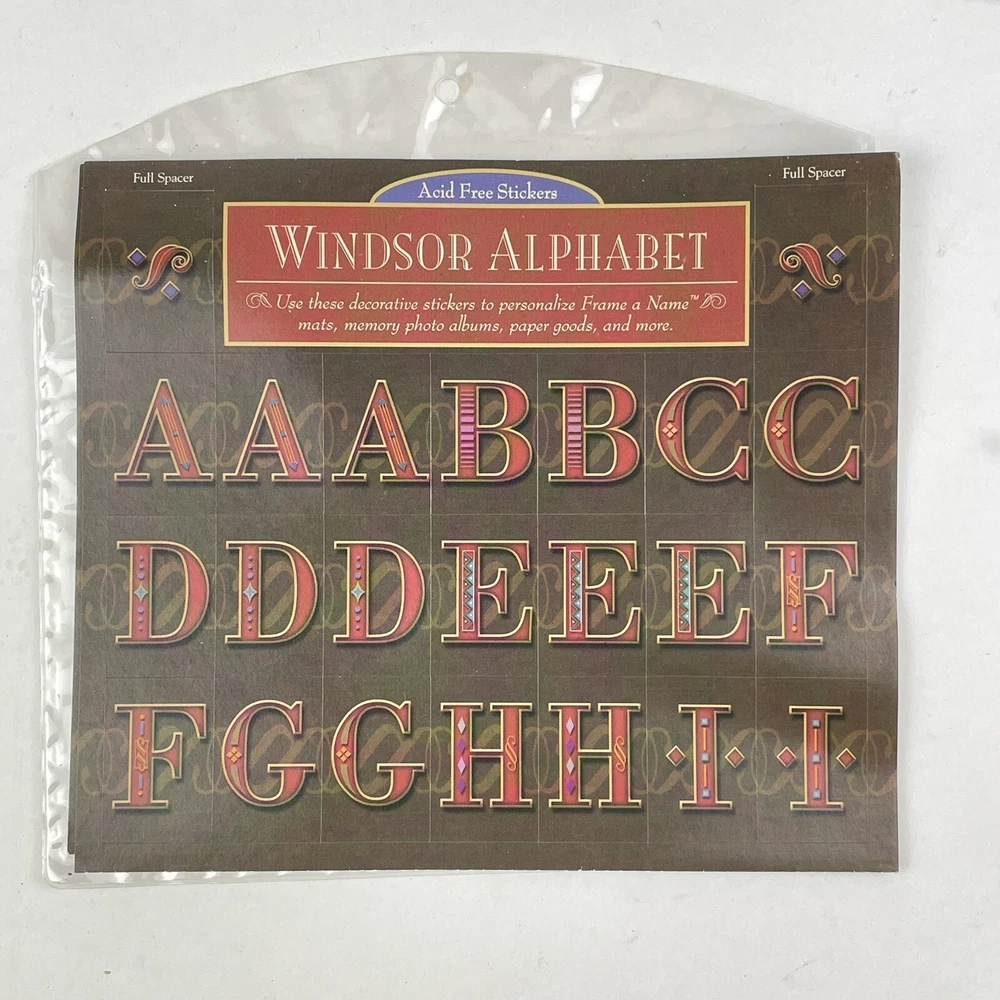 Full Spacer
Acid Free Stickers
Full Spacer
WINDSOR ALPHABET
Use these decorative stickers to personalize Frame a Name™
mats, memory photo albums, paper goods, and more.
A A A B B C C
D D D E E E F
F G G H H I I